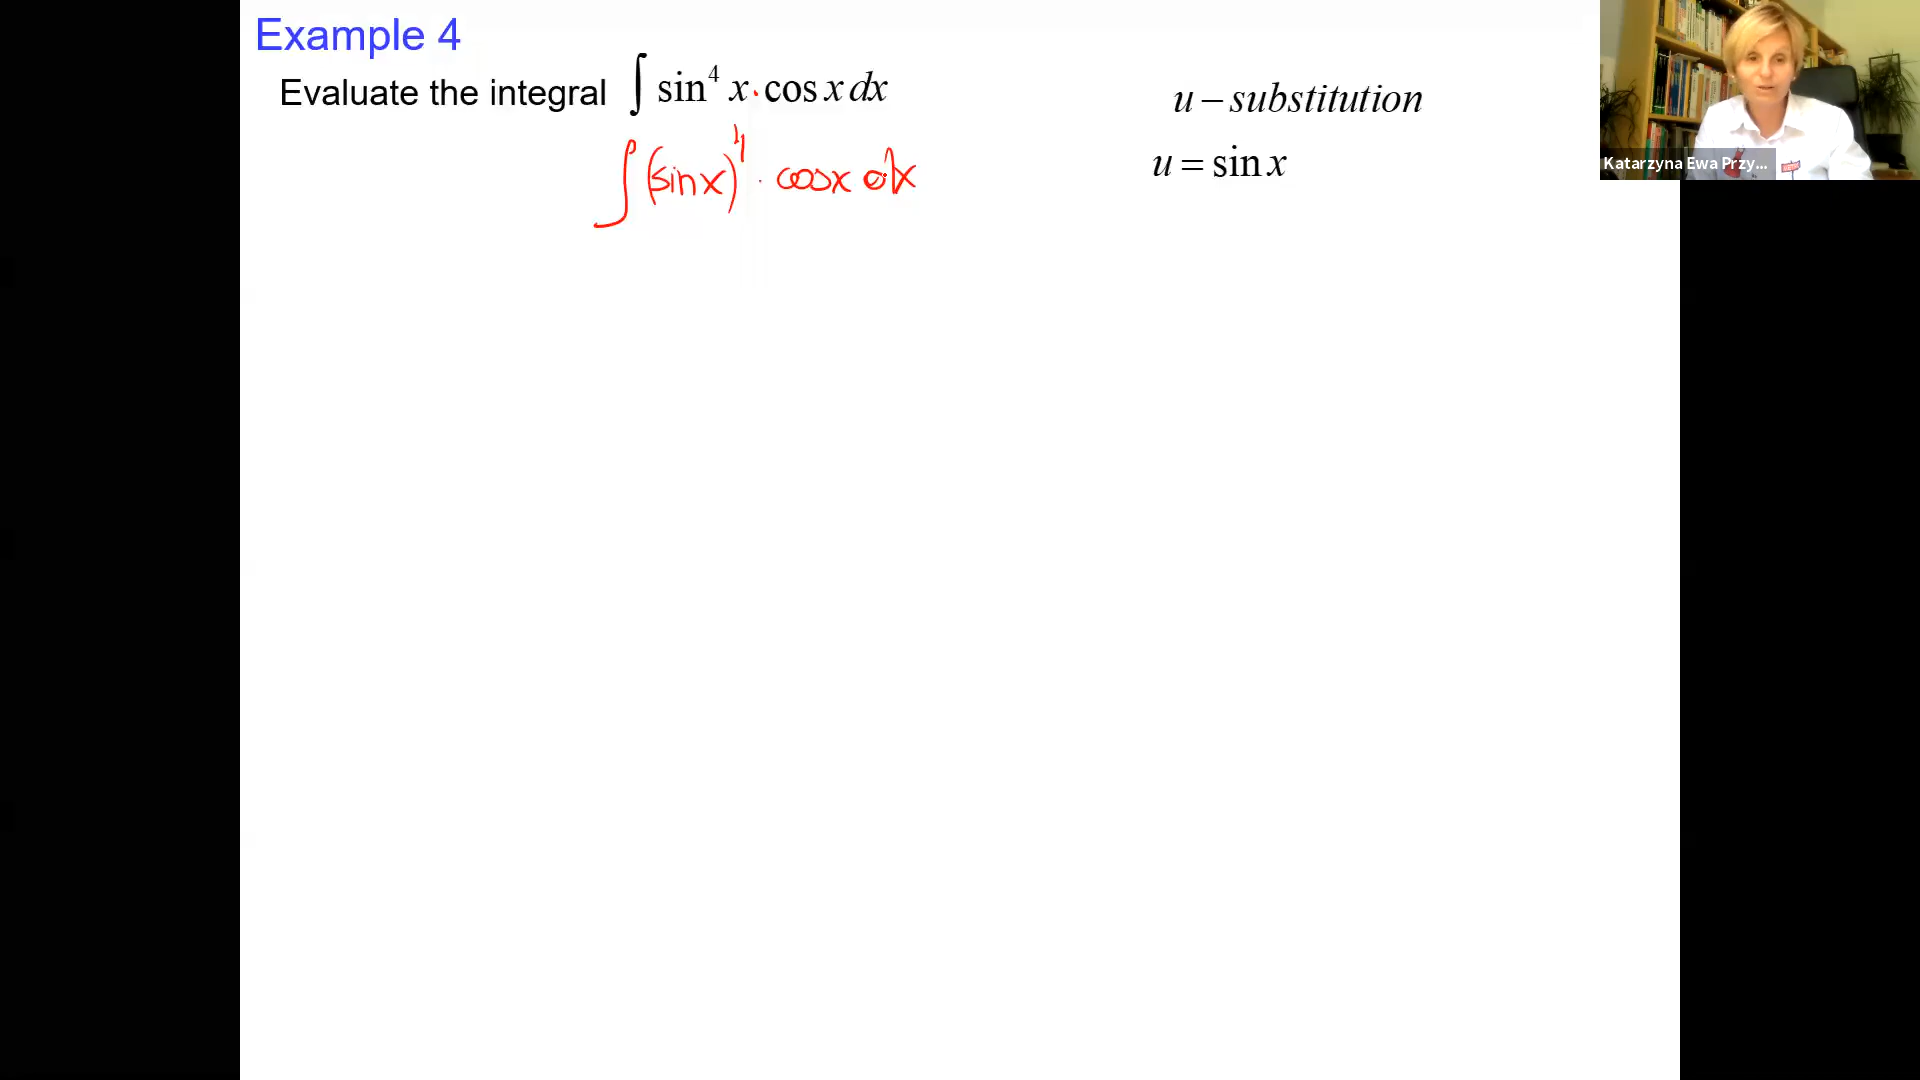 Example 4
Evaluate the integral ∫ sin⁴ x · cos x dx
u – substitution
∫ (sin x)⁴ · cos x dx
u = sin x
Katarzyna Ewa Przy...